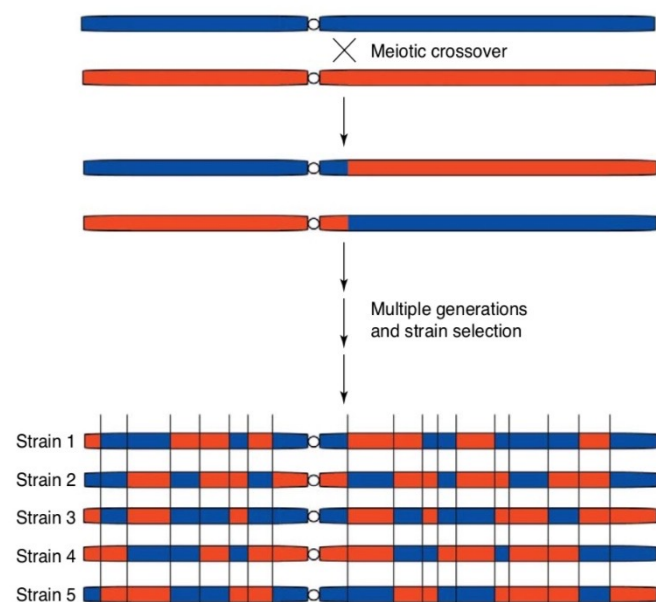 Meiotic crossover
Multiple generations
and strain selection
Strain 1
Strain 2
Strain 3
Strain 4
Strain 5